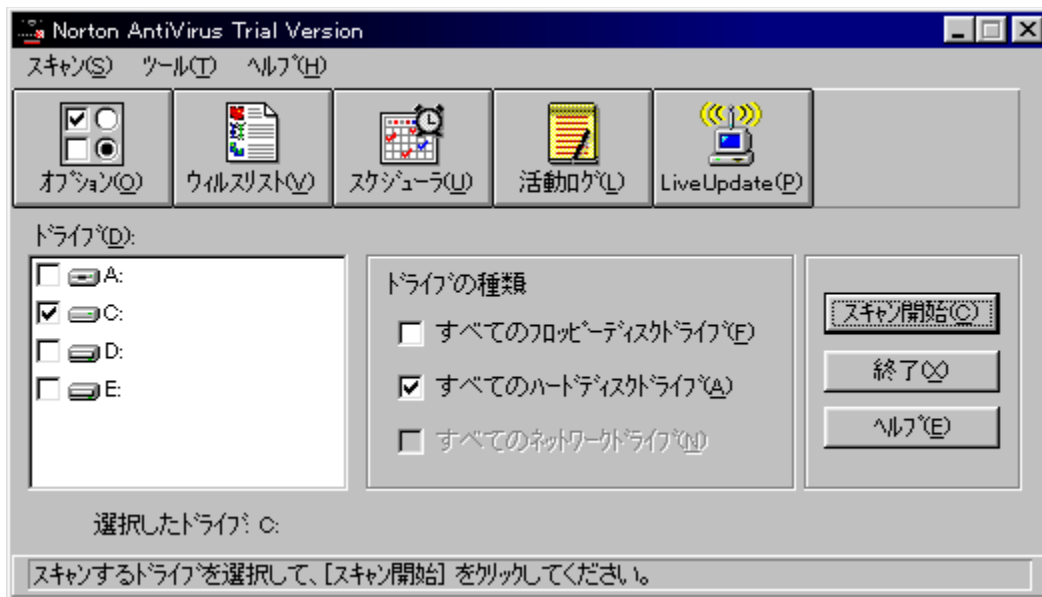 Norton AntiVirus Trial Version
スキャン(S) ツール(T) ヘルプ(H)
オプション(O) ウィルスリスト(V) スケジューラ(U) 活動ログ(L) LiveUpdate(P)
ドライブ(D):
A:
C:
D:
E:
ドライブの種類
すべてのフロッピーディスクドライブ(F)
すべてのハードディスクドライブ(A)
すべてのネットワークドライブ(N)
スキャン開始(C)
終了(X)
ヘルプ(E)
選択したドライブ: C:
スキャンするドライブを選択して、[スキャン開始] をクリックしてください。